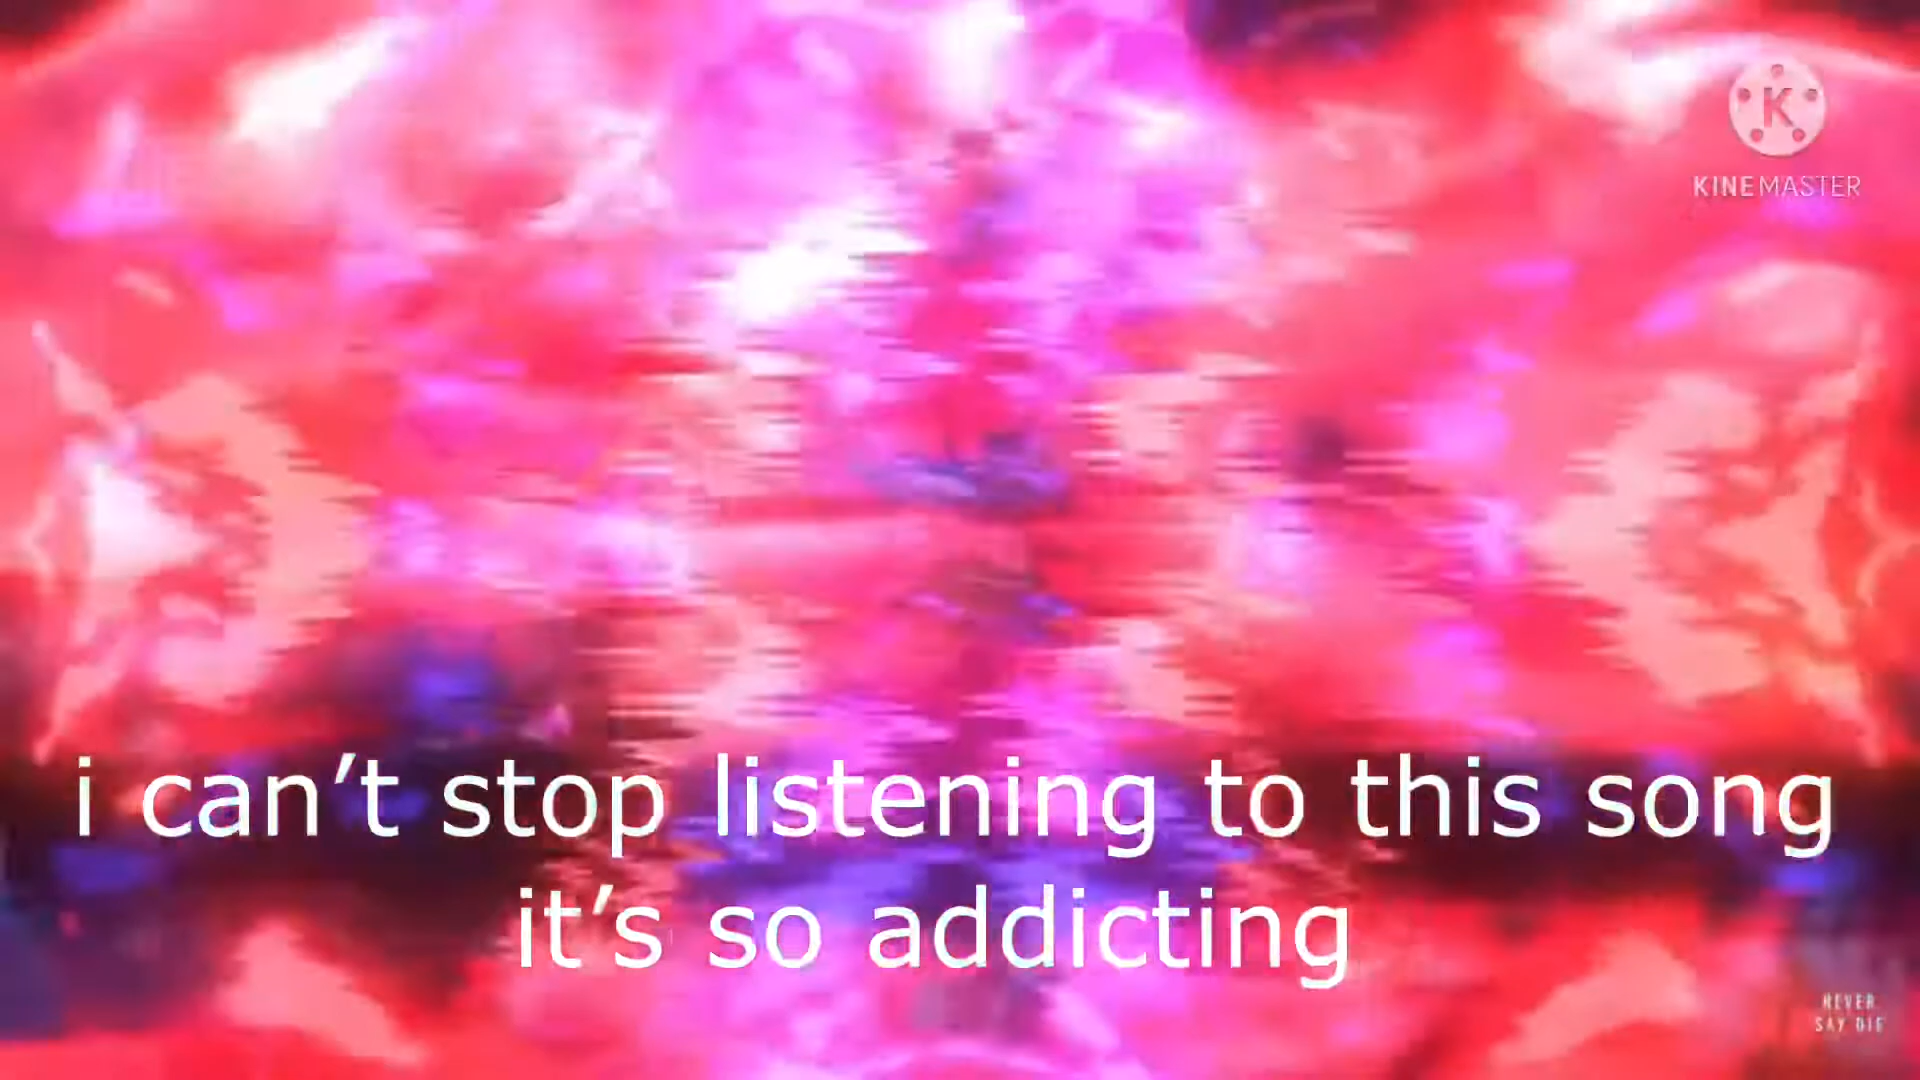 KINEMASTER
i can't stop listening to this song
it's so addicting
NEVER
SAY DIE